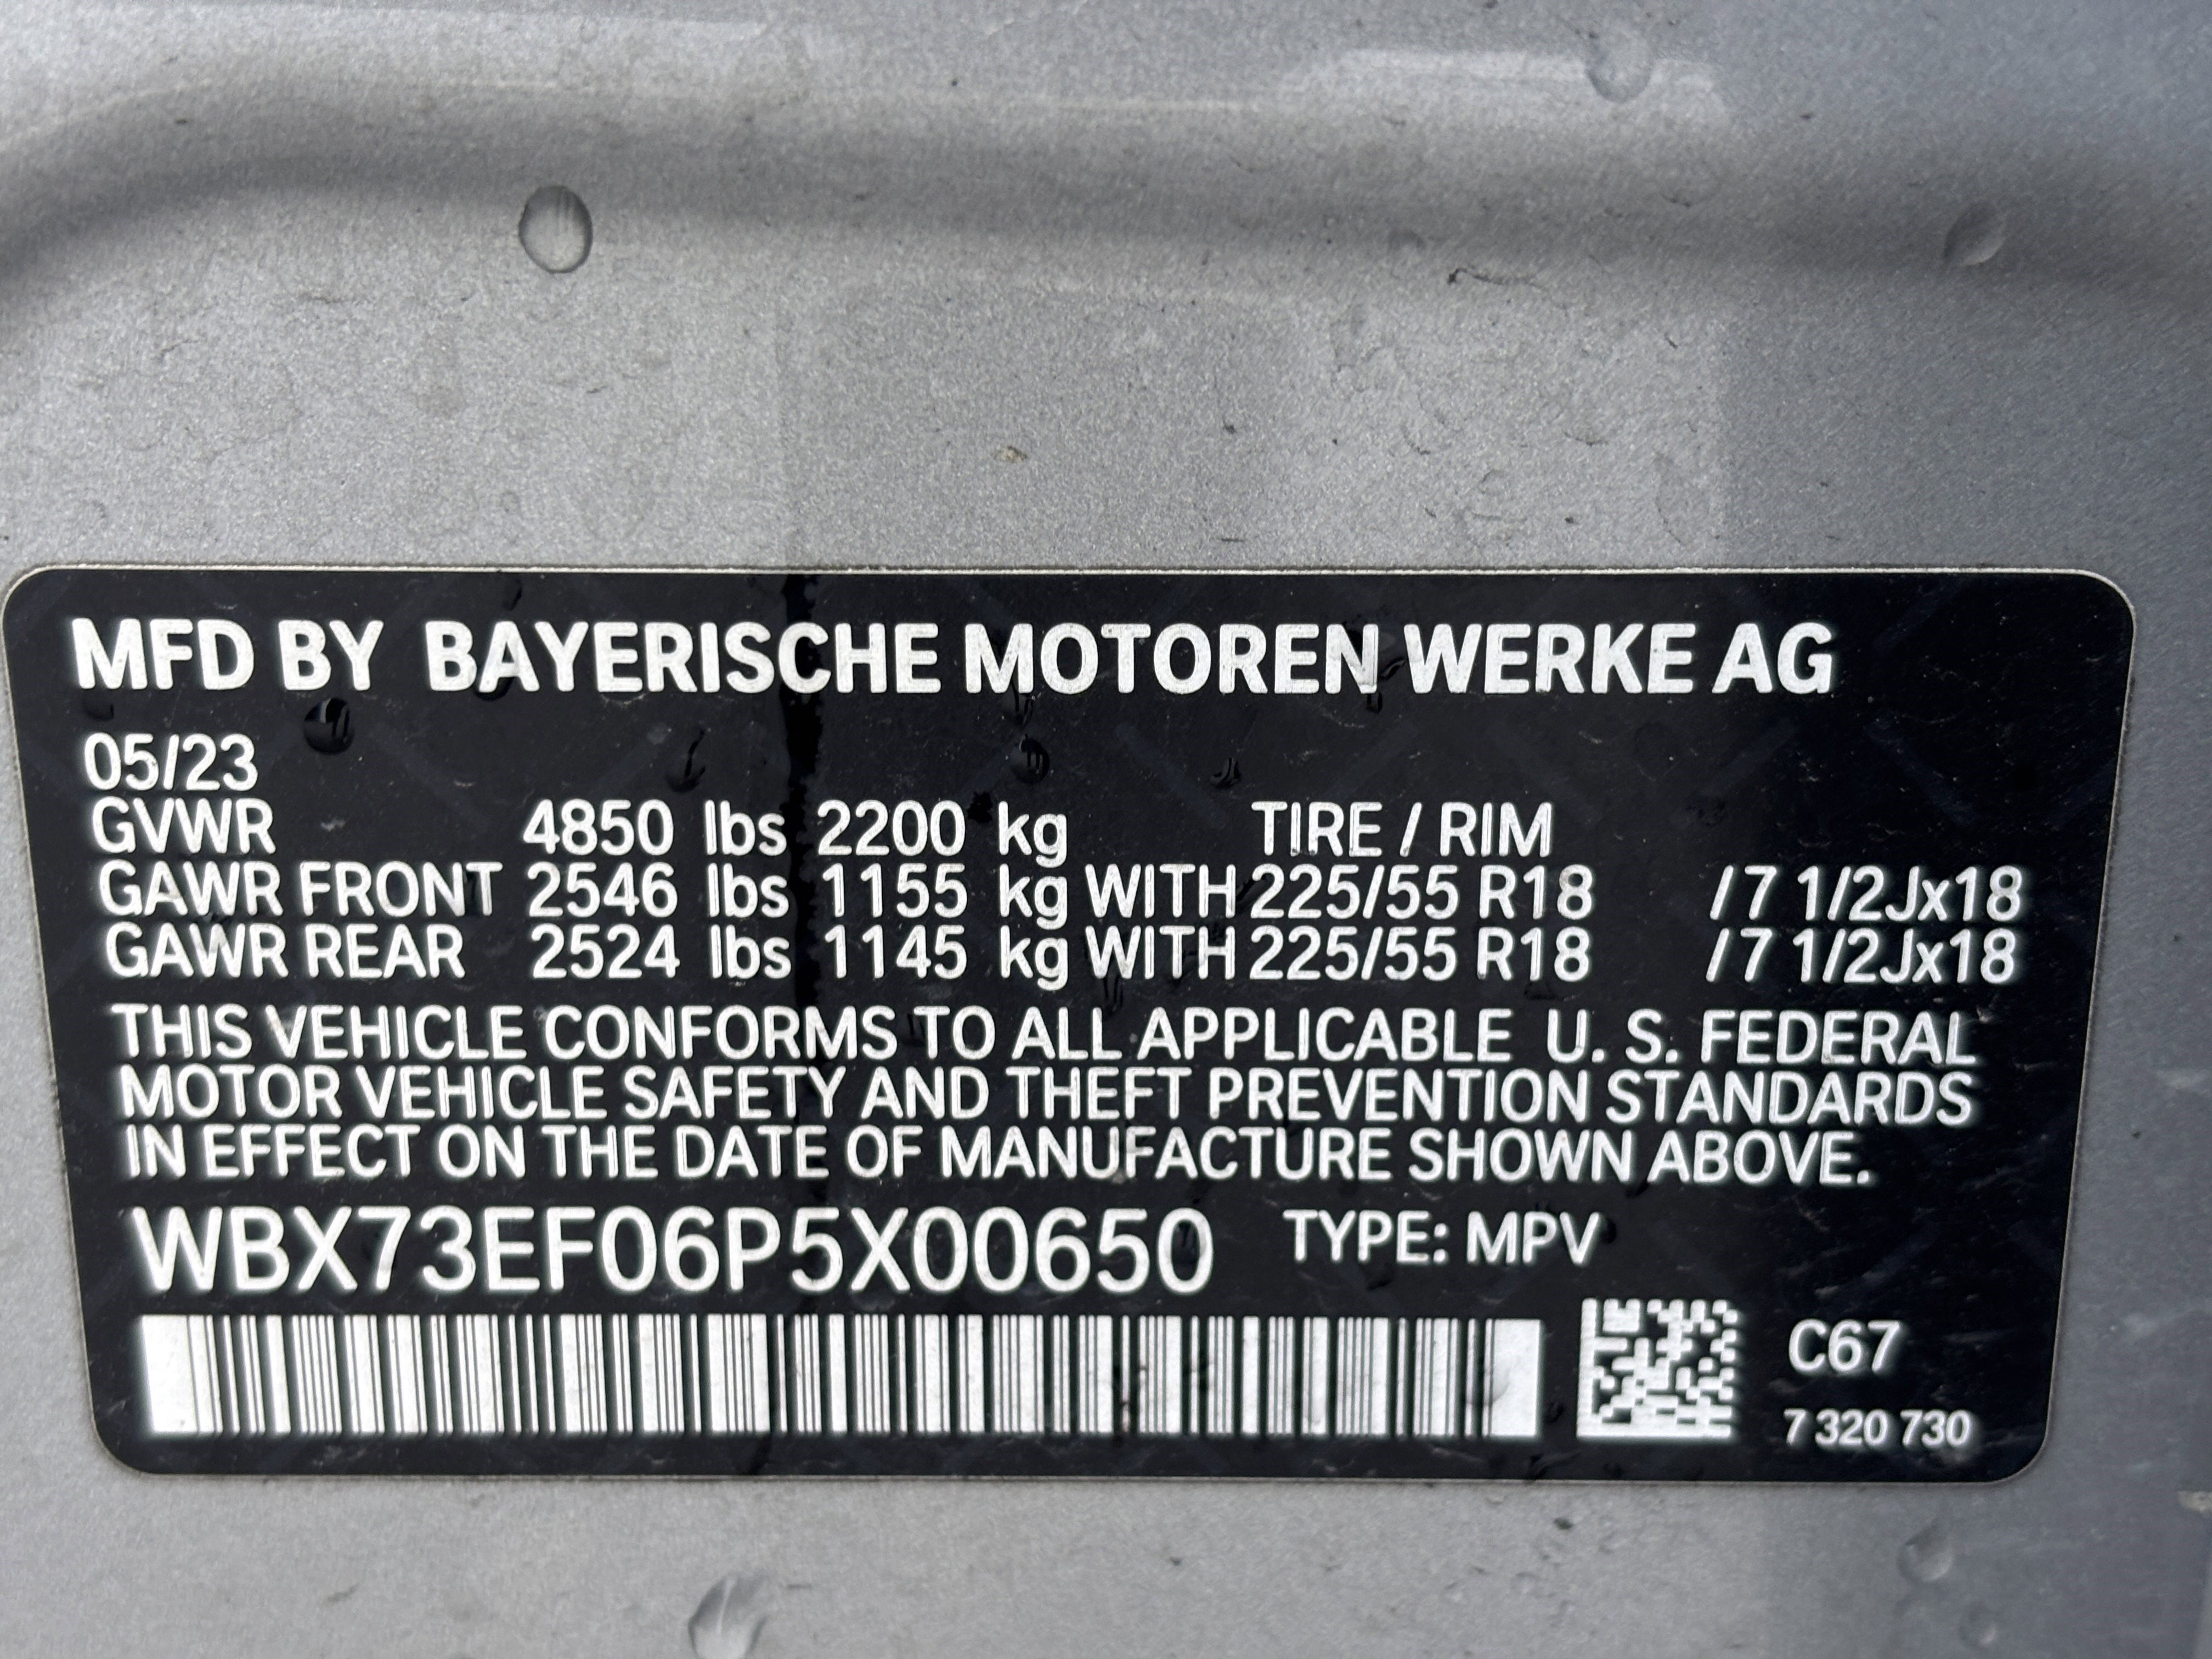 MFD BY BAYERISCHE MOTOREN WERKE AG
05/23
GVWR 4850 lbs 2200 kg TIRE / RIM
GAWR FRONT 2546 lbs 1155 kg WITH 225/55 R18 /7 1/2Jx18
GAWR REAR 2524 lbs 1145 kg WITH 225/55 R18 /7 1/2Jx18
THIS VEHICLE CONFORMS TO ALL APPLICABLE U. S. FEDERAL
MOTOR VEHICLE SAFETY AND THEFT PREVENTION STANDARDS
IN EFFECT ON THE DATE OF MANUFACTURE SHOWN ABOVE.
WBX73EF06P5X00650 TYPE: MPV
C67
7 320 730